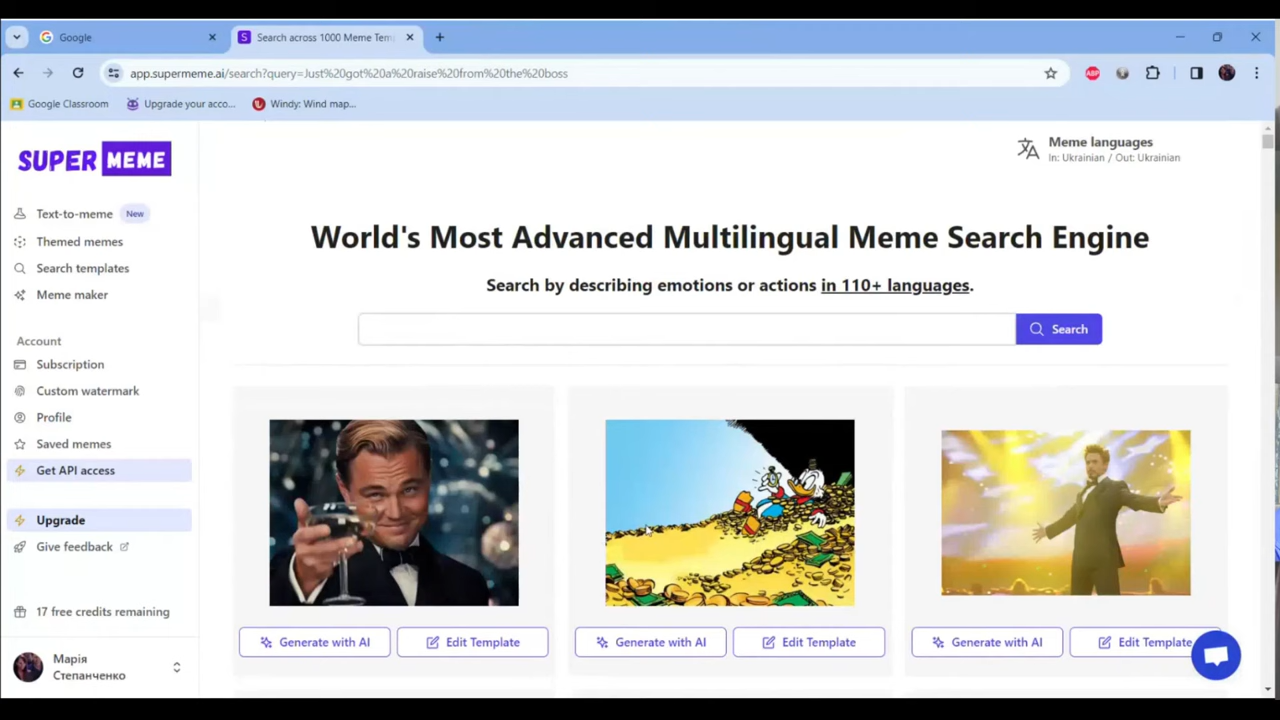 Google
Search across 1000 Meme Tem
app.supermeme.ai/search?query=Just%20got%20a%20raise%20from%20the%20boss
ABP
Google Classroom
Upgrade your acco...
Windy: Wind map...
SUPER MEME
Meme languages
In: Ukrainian / Out: Ukrainian
Text-to-meme New
Themed memes
Search templates
Meme maker
Account
Subscription
Custom watermark
Profile
Saved memes
Get API access
Upgrade
Give feedback
17 free credits remaining
Марія
Степанченко
World's Most Advanced Multilingual Meme Search Engine
Search by describing emotions or actions in 110+ languages.
Search
Generate with AI
Edit Template
Generate with AI
Edit Template
Generate with AI
Edit Template